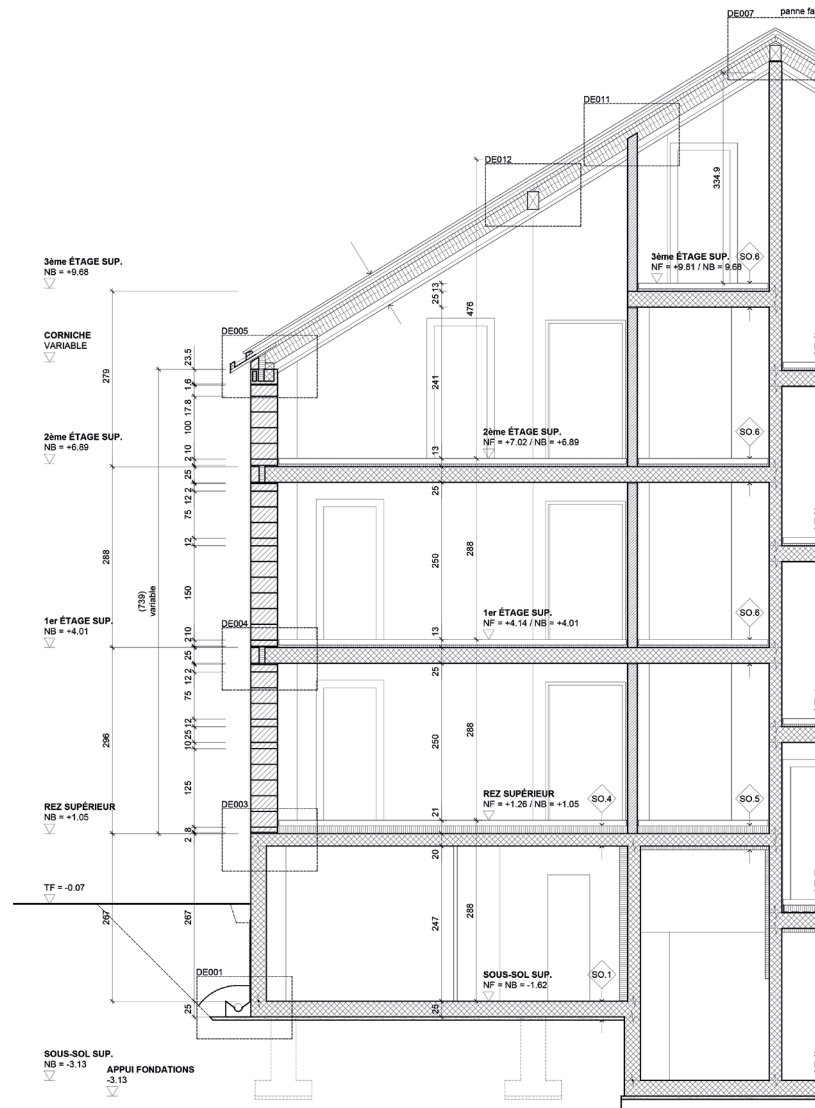 DE007
panne fa
DE011
DE012
334.9
3ème ÉTAGE SUP.
NB = +9.68
3ème ÉTAGE SUP.
NF = +9.81 / NB = 9.68
SO.6
13
25
476
CORNICHE
VARIABLE
DE005
23.5
279
1.6
17.8
100
2 10
241
2ème ÉTAGE SUP.
NB = +6.89
2ème ÉTAGE SUP.
NF = +7.02 / NB = +6.89
SO.6
13
25
25
12 2
75
12
288
150
250
288
(739)
variable
1er ÉTAGE SUP.
NB = +4.01
DE004
210
13
1er ÉTAGE SUP.
NF = +4.14 / NB = +4.01
SO.6
25
25
12 2
75
12
25
10
296
125
250
288
REZ SUPÉRIEUR
NB = +1.05
DE003
2 8
21
REZ SUPÉRIEUR
NF = +1.26 / NB = +1.05
SO.4
SO.5
20
TF = -0.07
267
267
247
288
SOUS-SOL SUP.
NF = NB = -1.62
SO.1
DE001
25
25
SOUS-SOL SUP.
NB = -3.13
APPUI FONDATIONS
-3.13